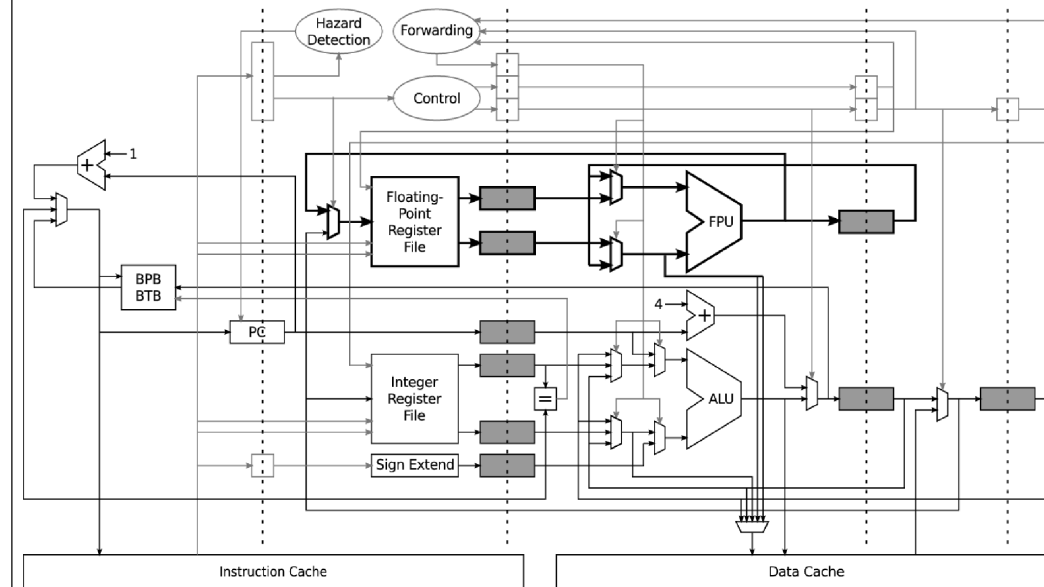 Hazard
Detection
Forwarding
Control
1
+
Floating-
Point
Register
File
FPU
BPB
BTB
4
+
PC
Integer
Register
File
=
ALU
Sign Extend
Instruction Cache
Data Cache